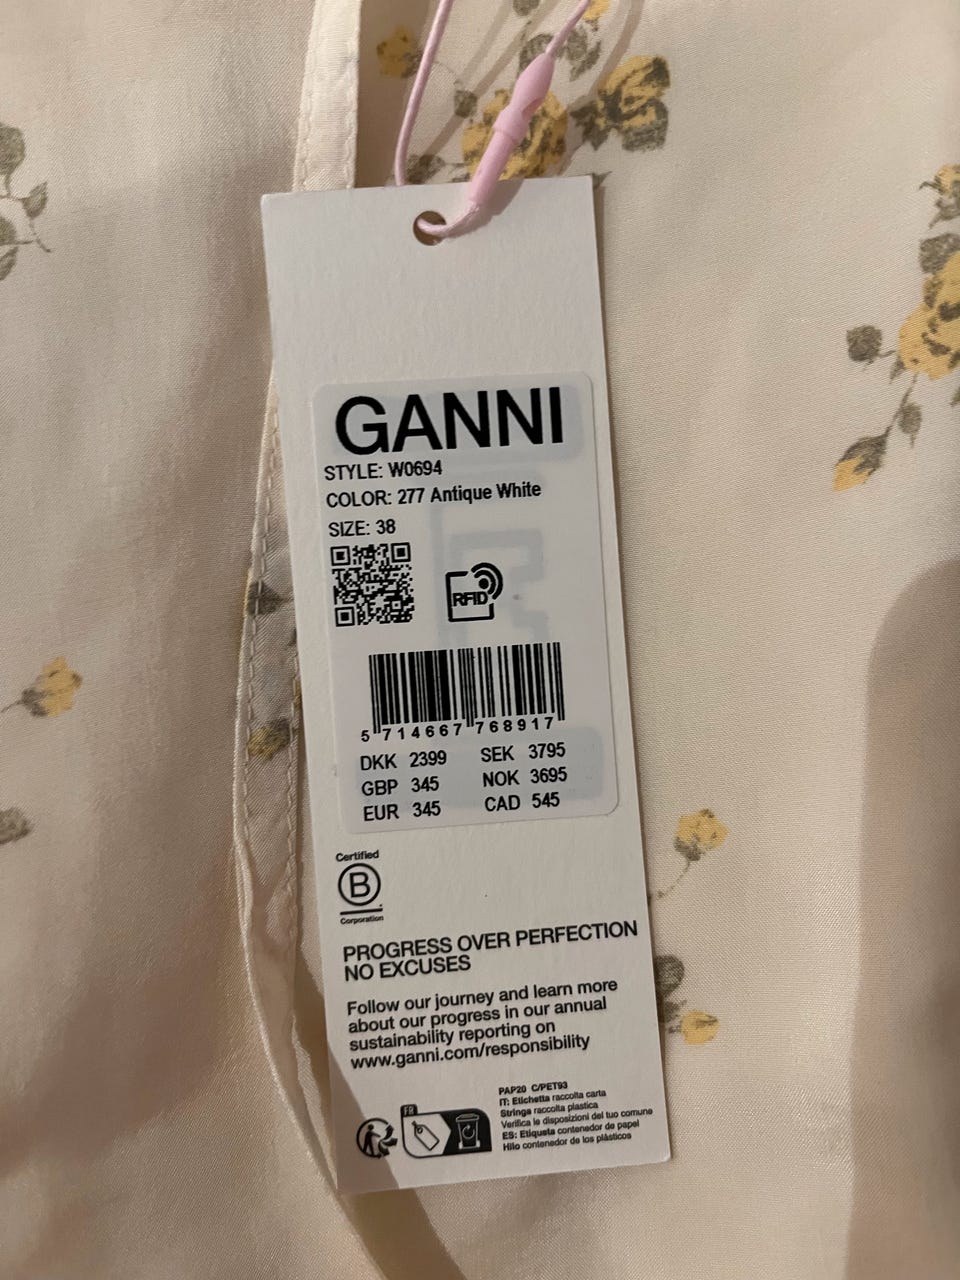 GANNI
STYLE: W0694
COLOR: 277 Antique White
SIZE: 38
RFID
5 714667 768917
DKK 2399 SEK 3795
GBP 345 NOK 3695
EUR 345 CAD 545
Certified
B
Corporation
PROGRESS OVER PERFECTION
NO EXCUSES
Follow our journey and learn more
about our progress in our annual
sustainability reporting on
www.ganni.com/responsibility
FR
PAP20 C/PET93
IT: Etichetta raccolta carta
Stringa raccolta plastica
Verifica le disposizioni del tuo comune
ES: Etiqueta contenedor de papel
Hilo contenedor de los plásticos